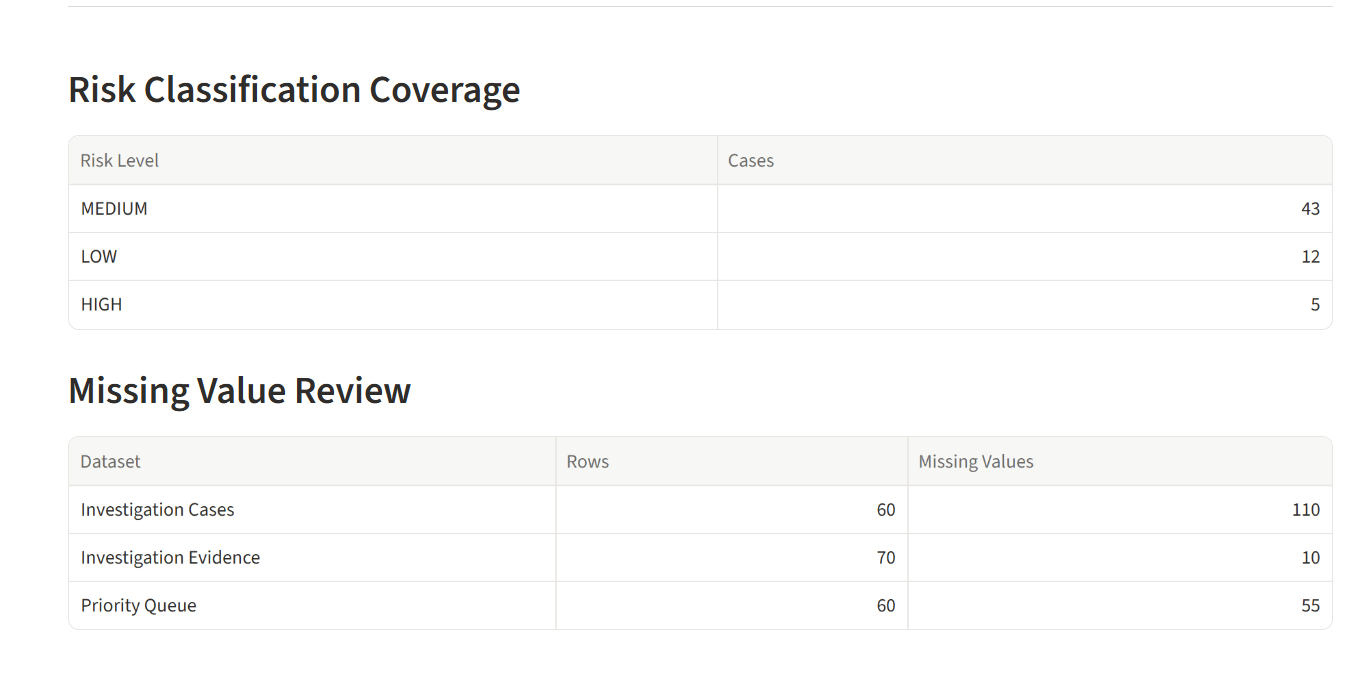 Risk Classification Coverage
Risk Level Cases
MEDIUM 43
LOW 12
HIGH 5
Missing Value Review
Dataset Rows Missing Values
Investigation Cases 60 110
Investigation Evidence 70 10
Priority Queue 60 55